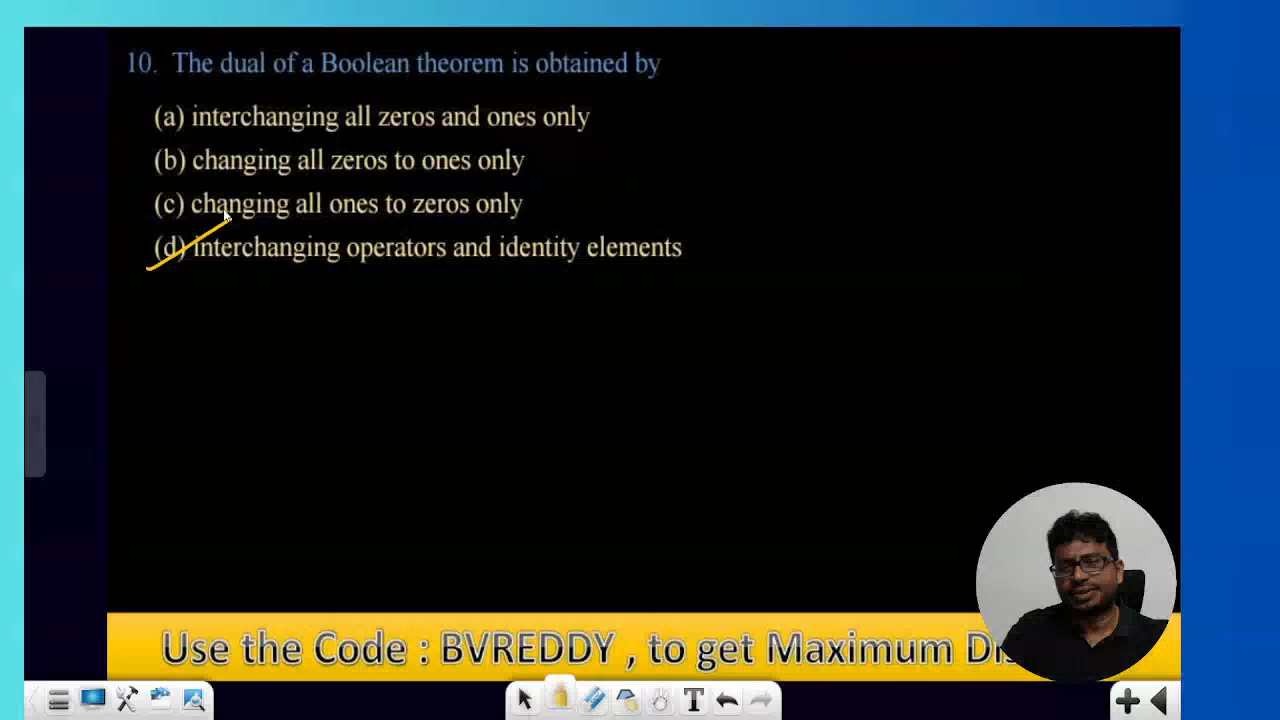 10. The dual of a Boolean theorem is obtained by
(a) interchanging all zeros and ones only
(b) changing all zeros to ones only
(c) changing all ones to zeros only
(d) interchanging operators and identity elements
Use the Code : BVREDDY , to get Maximum
T